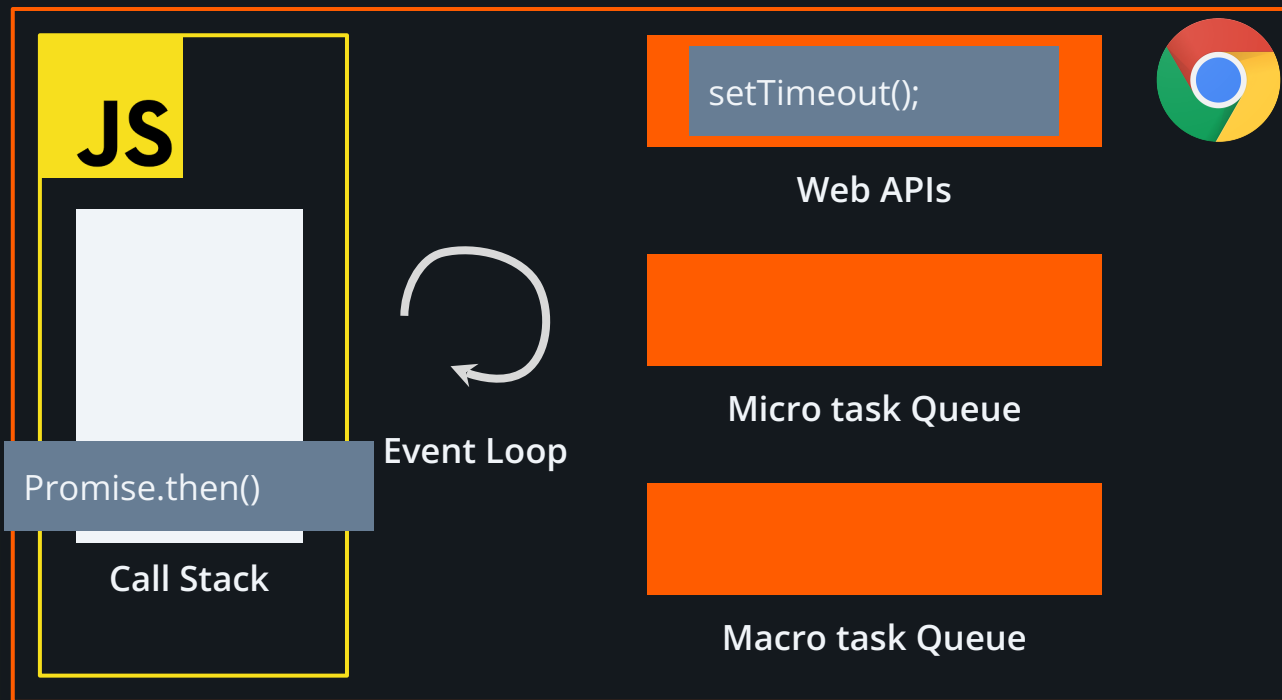 JS
setTimeout();
Web APIs
Micro task Queue
Event Loop
Promise.then()
Call Stack
Macro task Queue